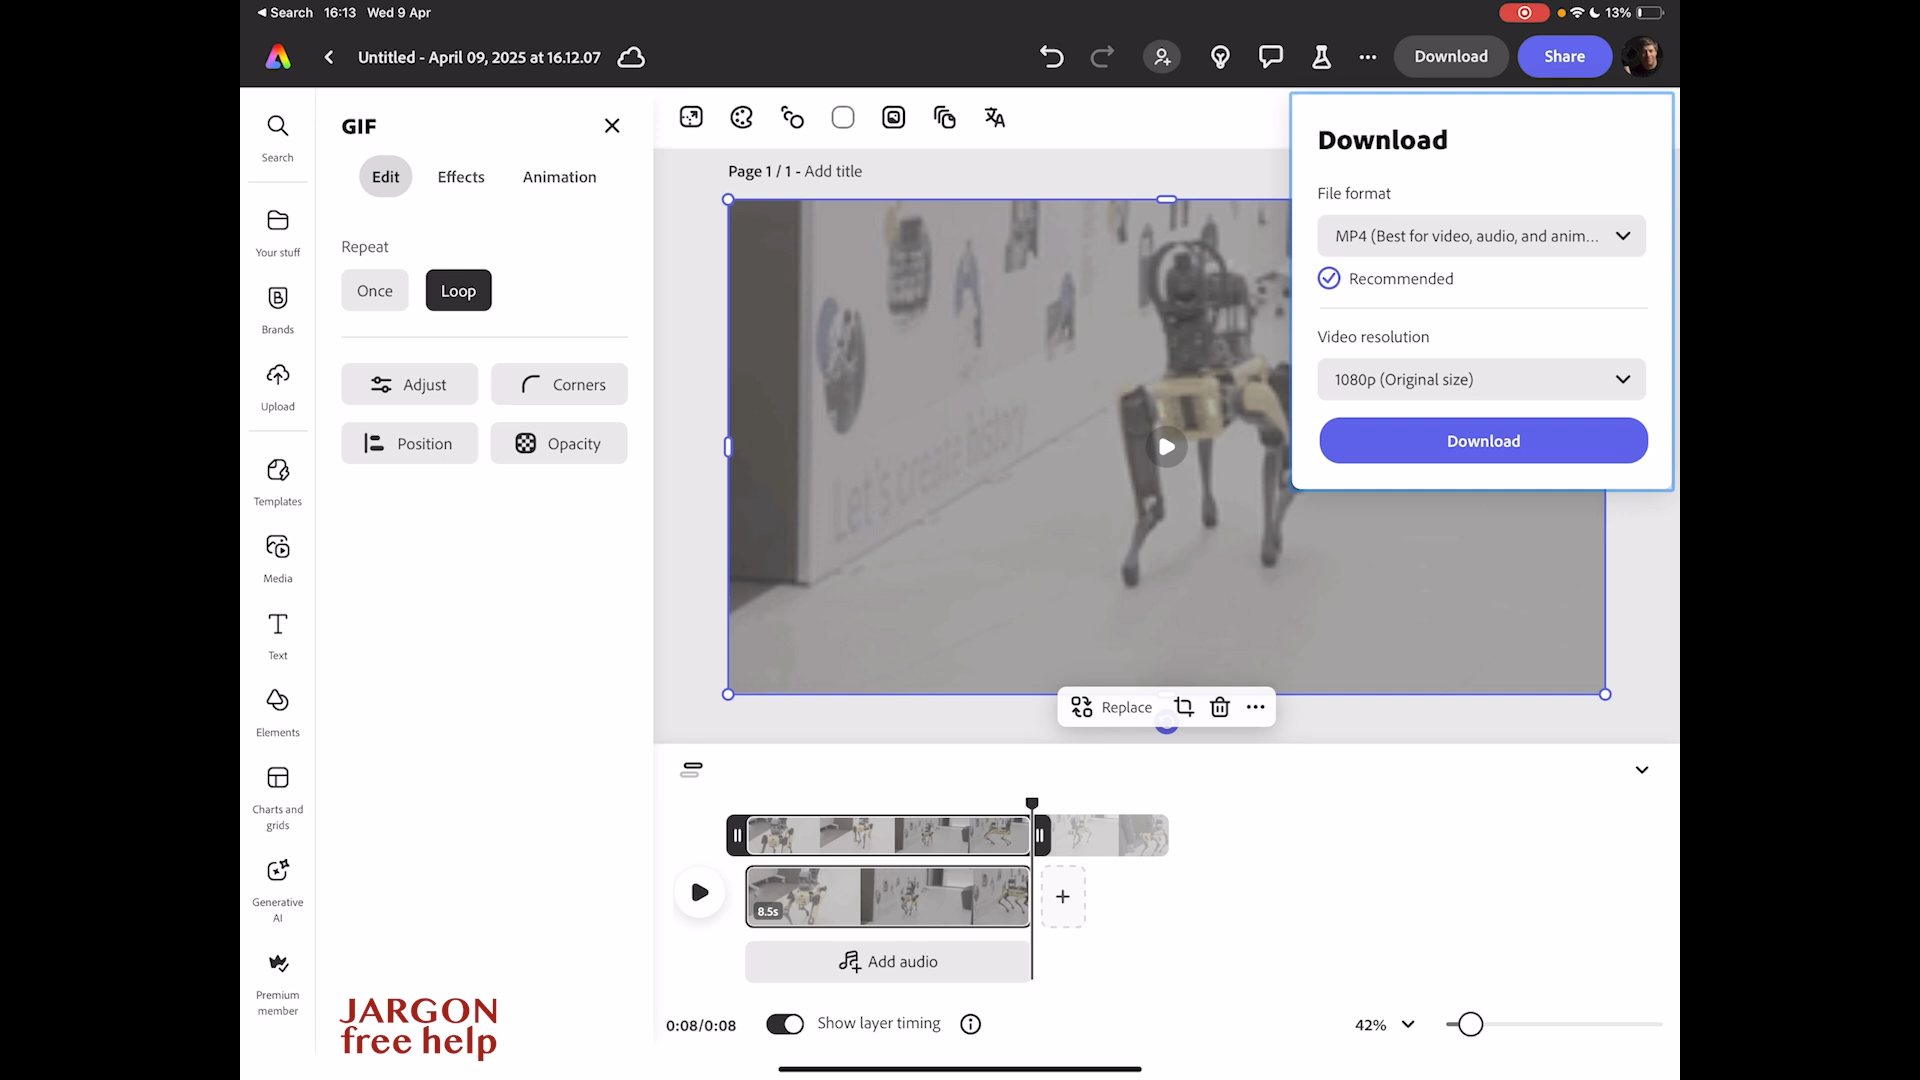 Search 16:13 Wed 9 Apr
13%
Untitled - April 09, 2025 at 16.12.07
Download
Share
Search
Your stuff
Brands
Upload
Templates
Media
Text
Elements
Charts and
grids
Generative
AI
Premium
member
GIF
Edit
Effects
Animation
Repeat
Once
Loop
Adjust
Corners
Position
Opacity
JARGON
free help
Page 1 / 1 - Add title
Let's create history
Replace
Download
File format
MP4 (Best for video, audio, and anim...
Recommended
Video resolution
1080p (Original size)
Download
8.5s
Add audio
0:08/0:08
Show layer timing
42%